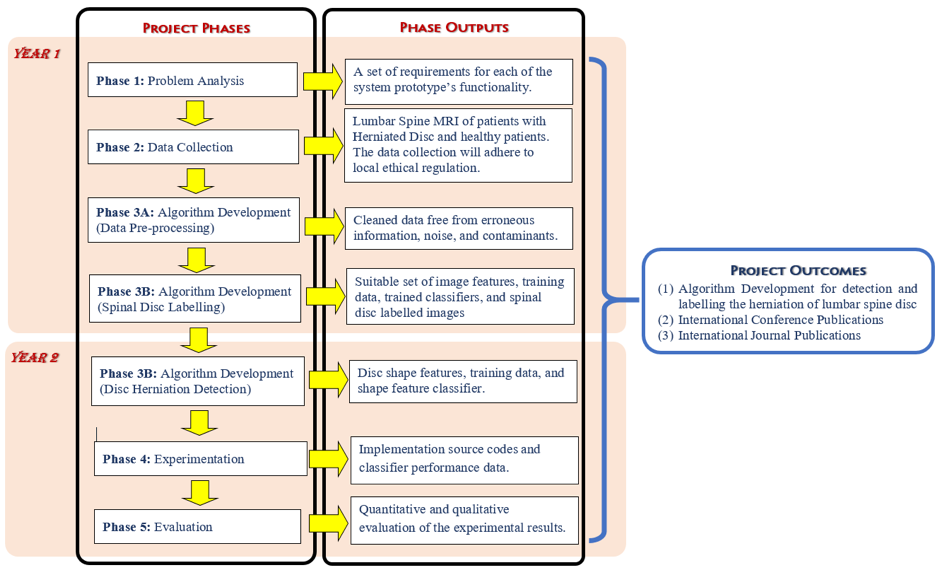 PROJECT PHASES
PHASE OUTPUTS
YEAR 1
Phase 1: Problem Analysis
A set of requirements for each of the
system prototype's functionality.
Phase 2: Data Collection
Lumbar Spine MRI of patients with
Herniated Disc and healthy patients.
The data collection will adhere to
local ethical regulation.
Phase 3A: Algorithm Development
(Data Pre-processing)
Cleaned data free from erroneous
information, noise, and contaminants.
Phase 3B: Algorithm Development
(Spinal Disc Labelling)
Suitable set of image features, training
data, trained classifiers, and spinal
disc labelled images
YEAR 2
Phase 3B: Algorithm Development
(Disc Herniation Detection)
Disc shape features, training data, and
shape feature classifier.
Phase 4: Experimentation
Implementation source codes and
classifier performance data.
Phase 5: Evaluation
Quantitative and qualitative
evaluation of the experimental results.
PROJECT OUTCOMES
(1) Algorithm Development for detection and
labelling the herniation of lumbar spine disc
(2) International Conference Publications
(3) International Journal Publications